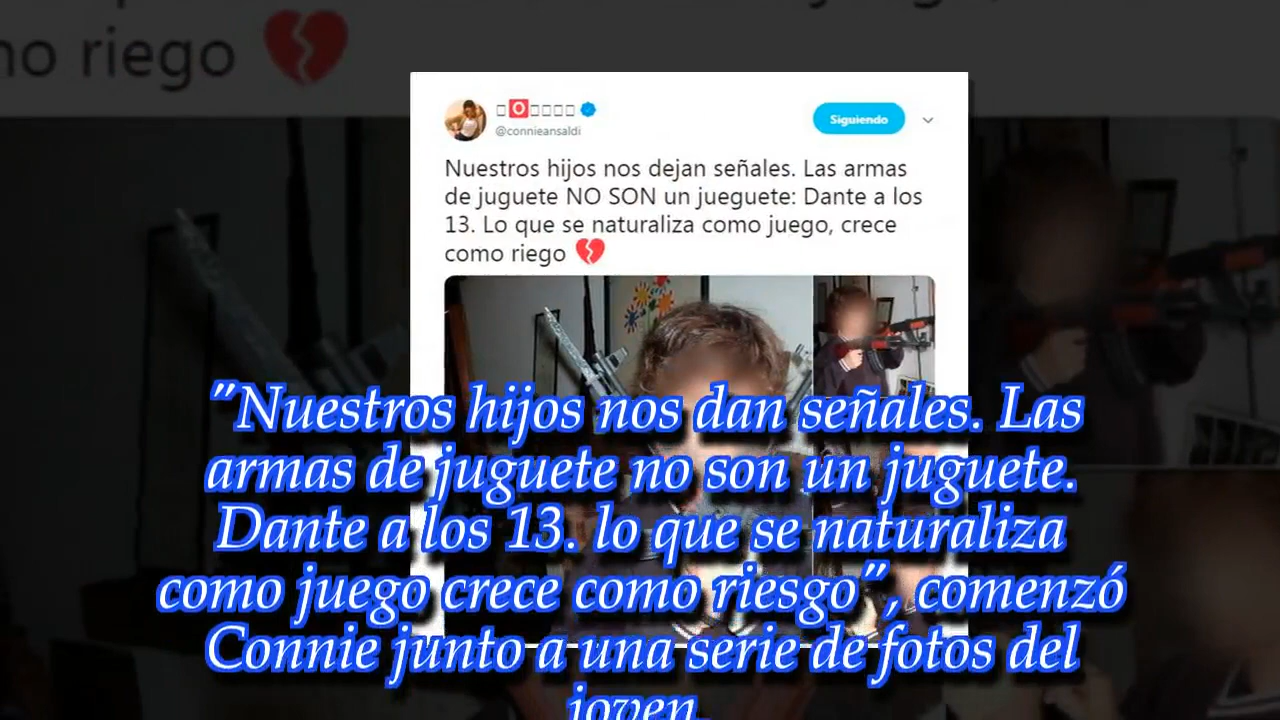 no riego 💔
🅾
@connieansaldi
Siguiendo
Nuestros hijos nos dejan señales. Las armas
de juguete NO SON un jueguete: Dante a los
13. Lo que se naturaliza como juego, crece
como riego 💔
"Nuestros hijos nos dan señales. Las
armas de juguete no son un juguete.
Dante a los 13. lo que se naturaliza
como juego crece como riesgo", comenzó
Connie junto a una serie de fotos del
joven.